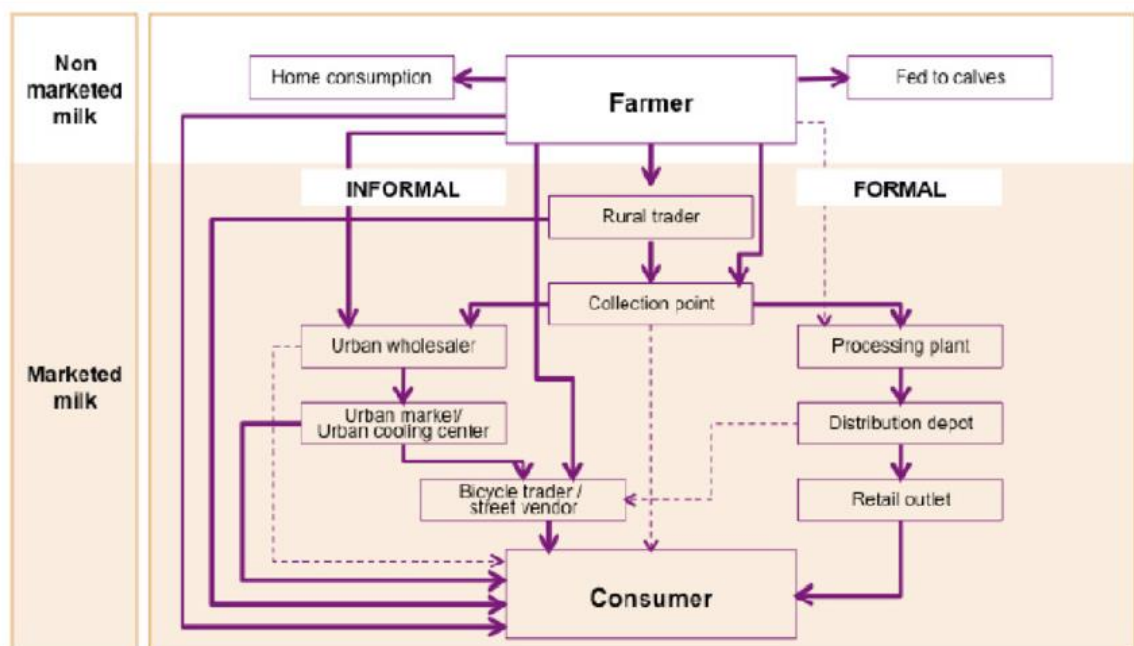 Non
marketed
milk
Home consumption
Farmer
Fed to calves
INFORMAL
FORMAL
Rural trader
Collection point
Urban wholesaler
Processing plant
Marketed
milk
Urban market/
Urban cooling center
Distribution depot
Bicycle trader /
street vendor
Retail outlet
Consumer